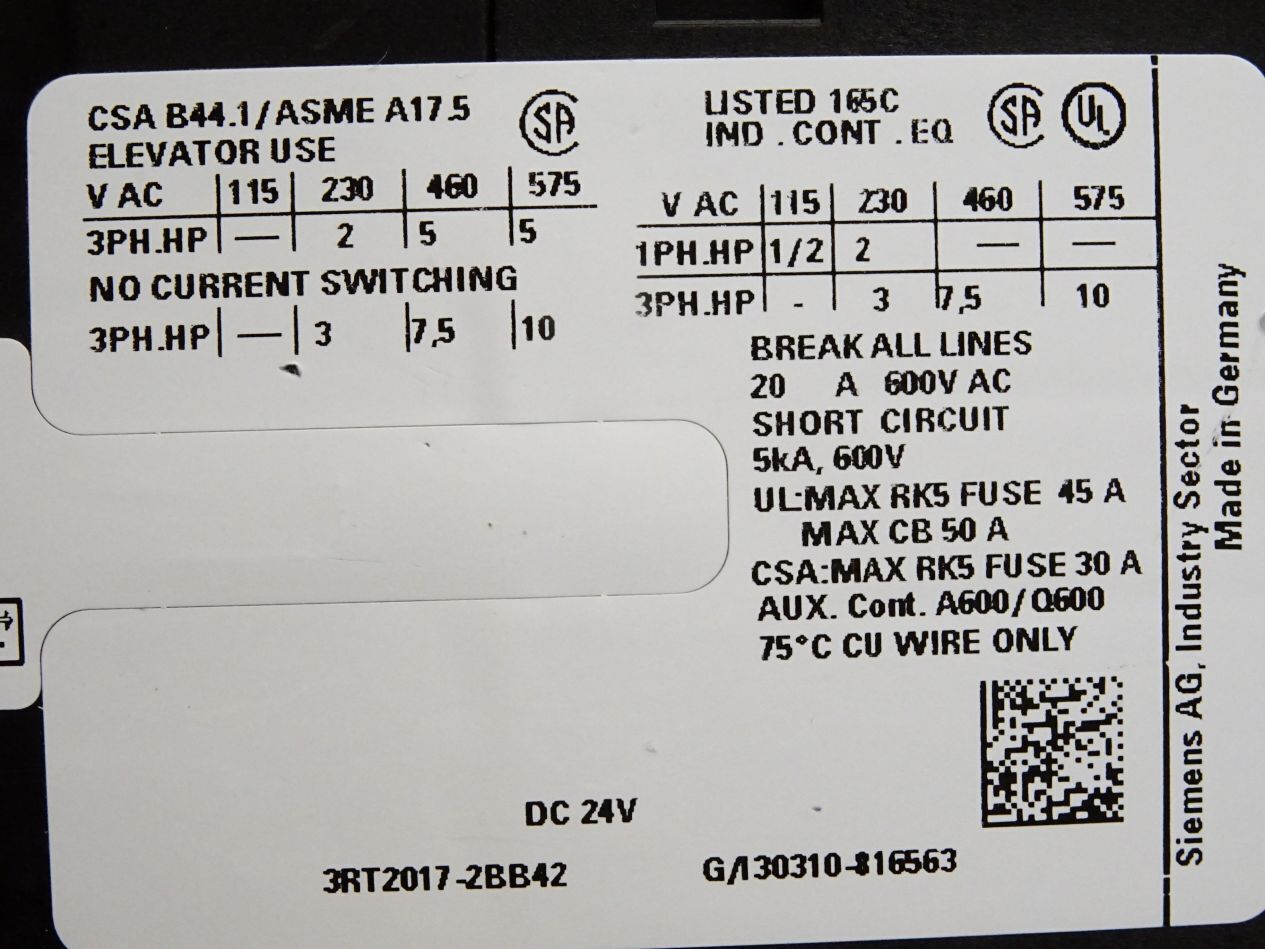 CSA B44.1/ASME A17.5
ELEVATOR USE
V AC 115 230 460 575
3PH.HP — 2 5 5
NO CURRENT SWITCHING
3PH.HP — 3 7,5 10
LISTED 165C
IND . CONT . EQ
V AC 115 230 460 575
1PH.HP 1/2 2 — —
3PH.HP - 3 7,5 10
BREAK ALL LINES
20 A 600V AC
SHORT CIRCUIT
5kA, 600V
UL:MAX RK5 FUSE 45 A
MAX CB 50 A
CSA:MAX RK5 FUSE 30 A
AUX. Cont. A600/Q600
75°C CU WIRE ONLY
DC 24V
3RT2017-2BB42
Siemens AG, Industry Sector
Made in Germany